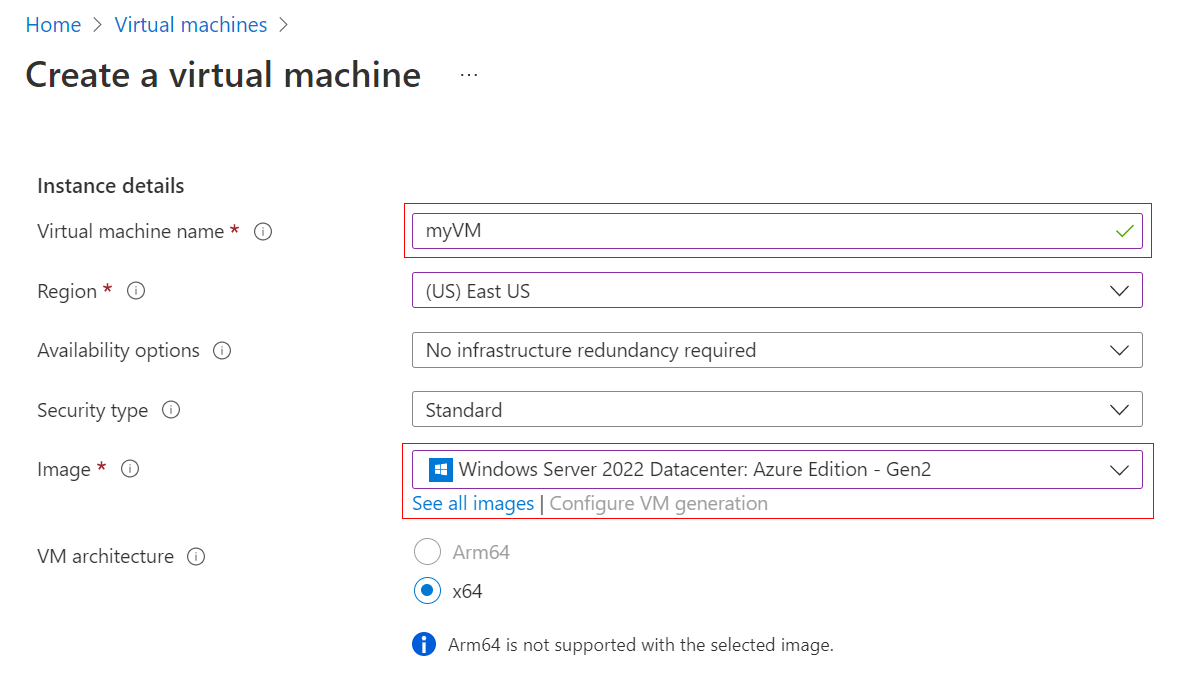 Home > Virtual machines >
Create a virtual machine ...
Instance details
Virtual machine name * myVM
Region * (US) East US
Availability options No infrastructure redundancy required
Security type Standard
Image * Windows Server 2022 Datacenter: Azure Edition - Gen2
See all images | Configure VM generation
VM architecture Arm64
x64
Arm64 is not supported with the selected image.